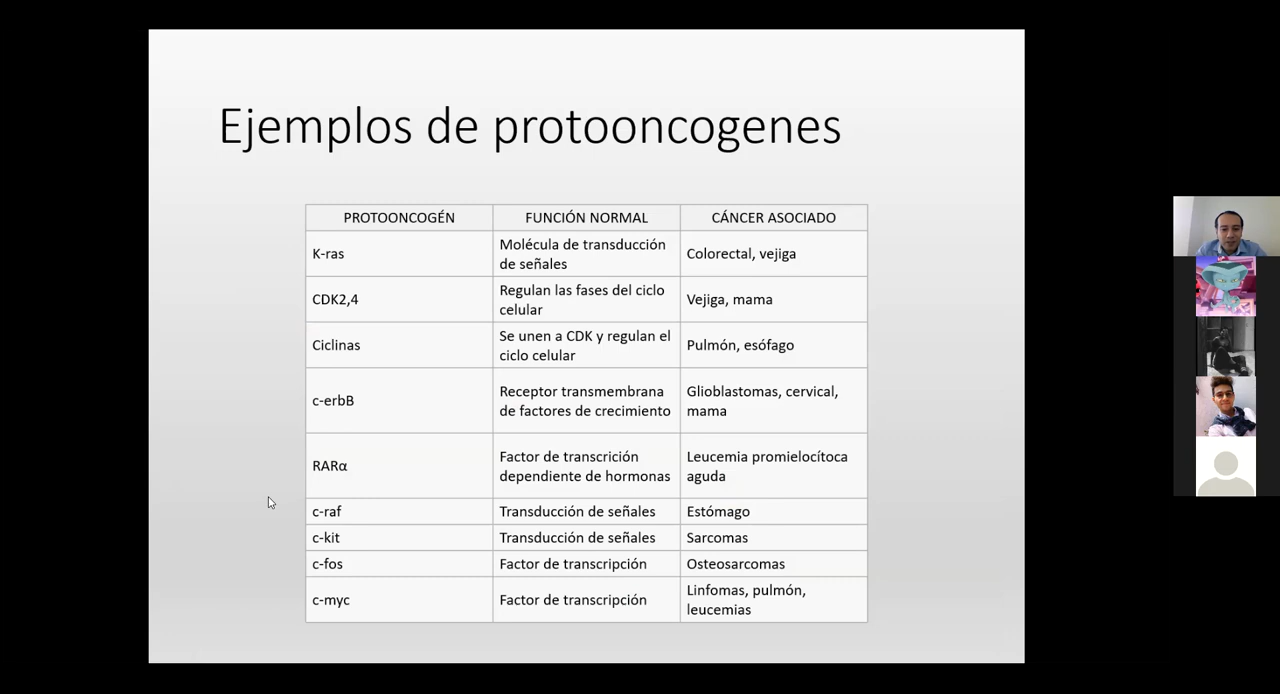 Ejemplos de protooncogenes
PROTOONCOGÉN FUNCIÓN NORMAL CÁNCER ASOCIADO
K-ras
Molécula de transducción
de señales
Colorectal, vejiga
CDK2,4
Regulan las fases del ciclo
celular
Vejiga, mama
Ciclinas
Se unen a CDK y regulan el
ciclo celular
Pulmón, esófago
c-erbB
Receptor transmembrana
de factores de crecimiento
Glioblastomas, cervical,
mama
RARα
Factor de transcrición
dependiente de hormonas
Leucemia promielocítoca
aguda
c-raf Transducción de señales Estómago
c-kit Transducción de señales Sarcomas
c-fos Factor de transcripción Osteosarcomas
c-myc
Factor de transcripción
Linfomas, pulmón,
leucemias